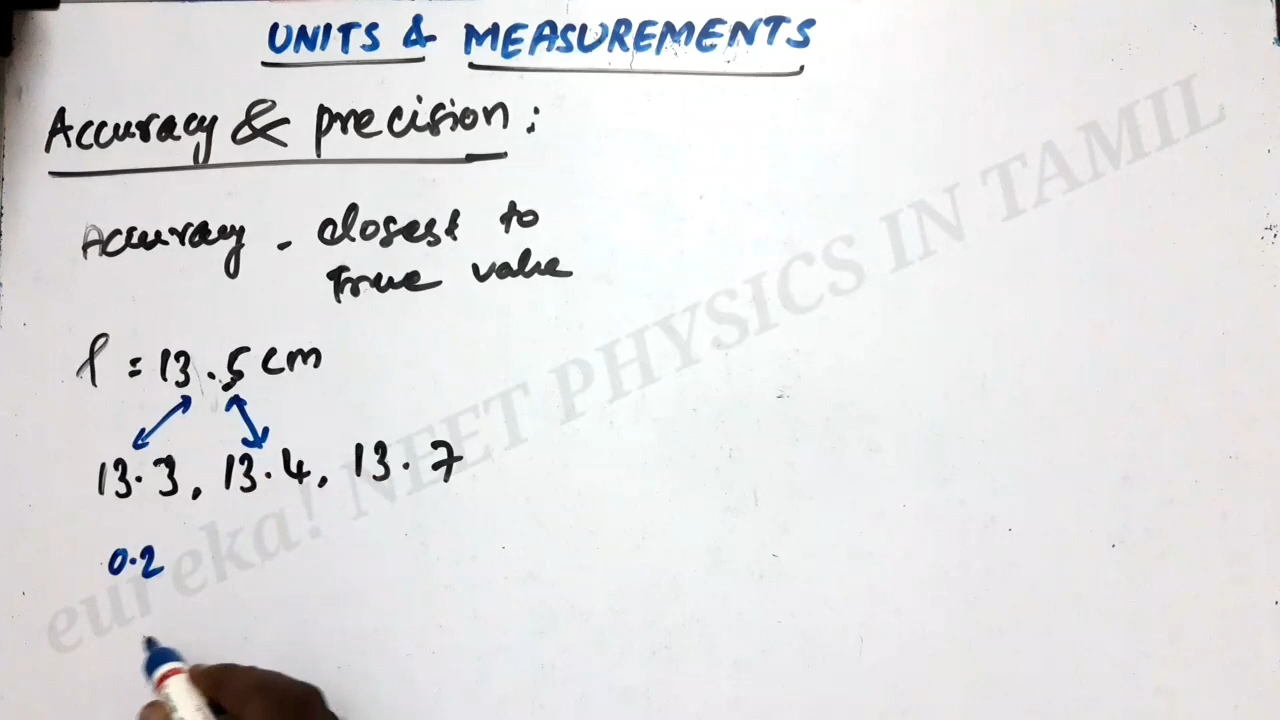 UNITS & MEASUREMENTS
Accuracy & precision :
Accuracy - closest to
True value
l = 13.5 cm
13.3, 13.4, 13.7
0.2
eureka! NEET PHYSICS IN TAMIL